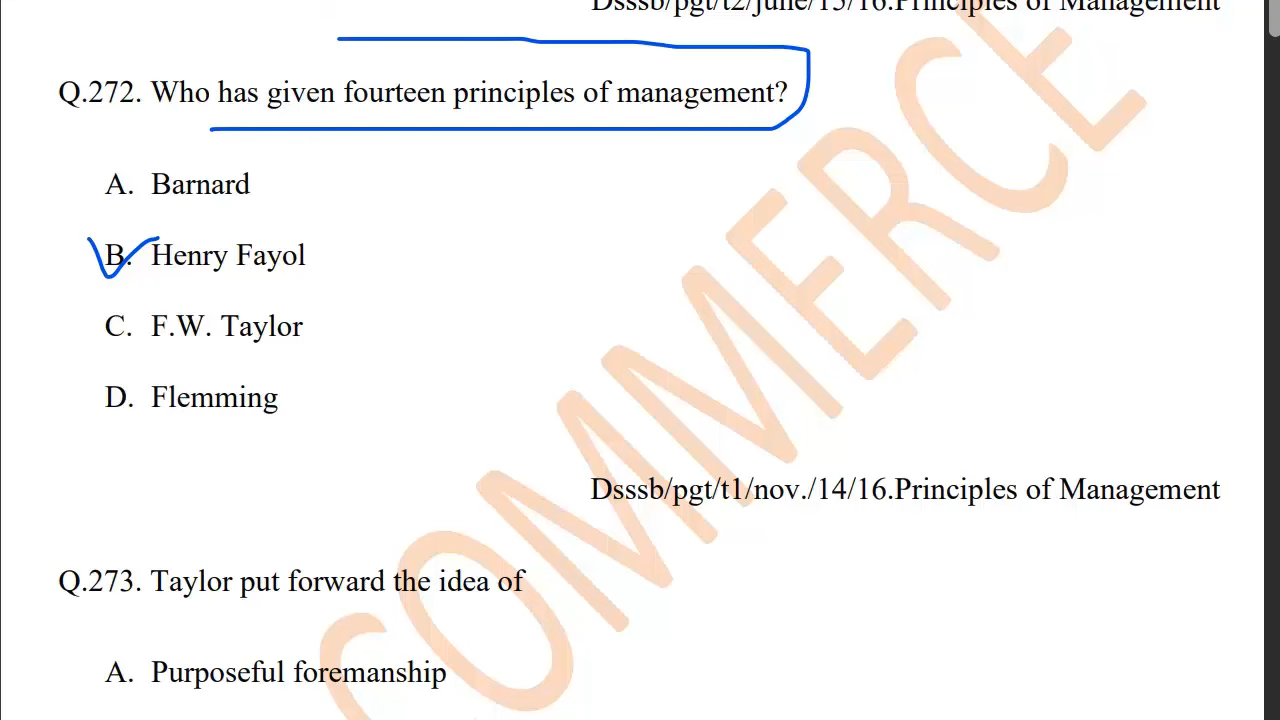 Dsssb/pgt/t2/june/15/16.Principles of Management
Q.272. Who has given fourteen principles of management?
A. Barnard
B. Henry Fayol
C. F.W. Taylor
D. Flemming
Dsssb/pgt/t1/nov./14/16.Principles of Management
Q.273. Taylor put forward the idea of
A. Purposeful foremanship
COMMERCE